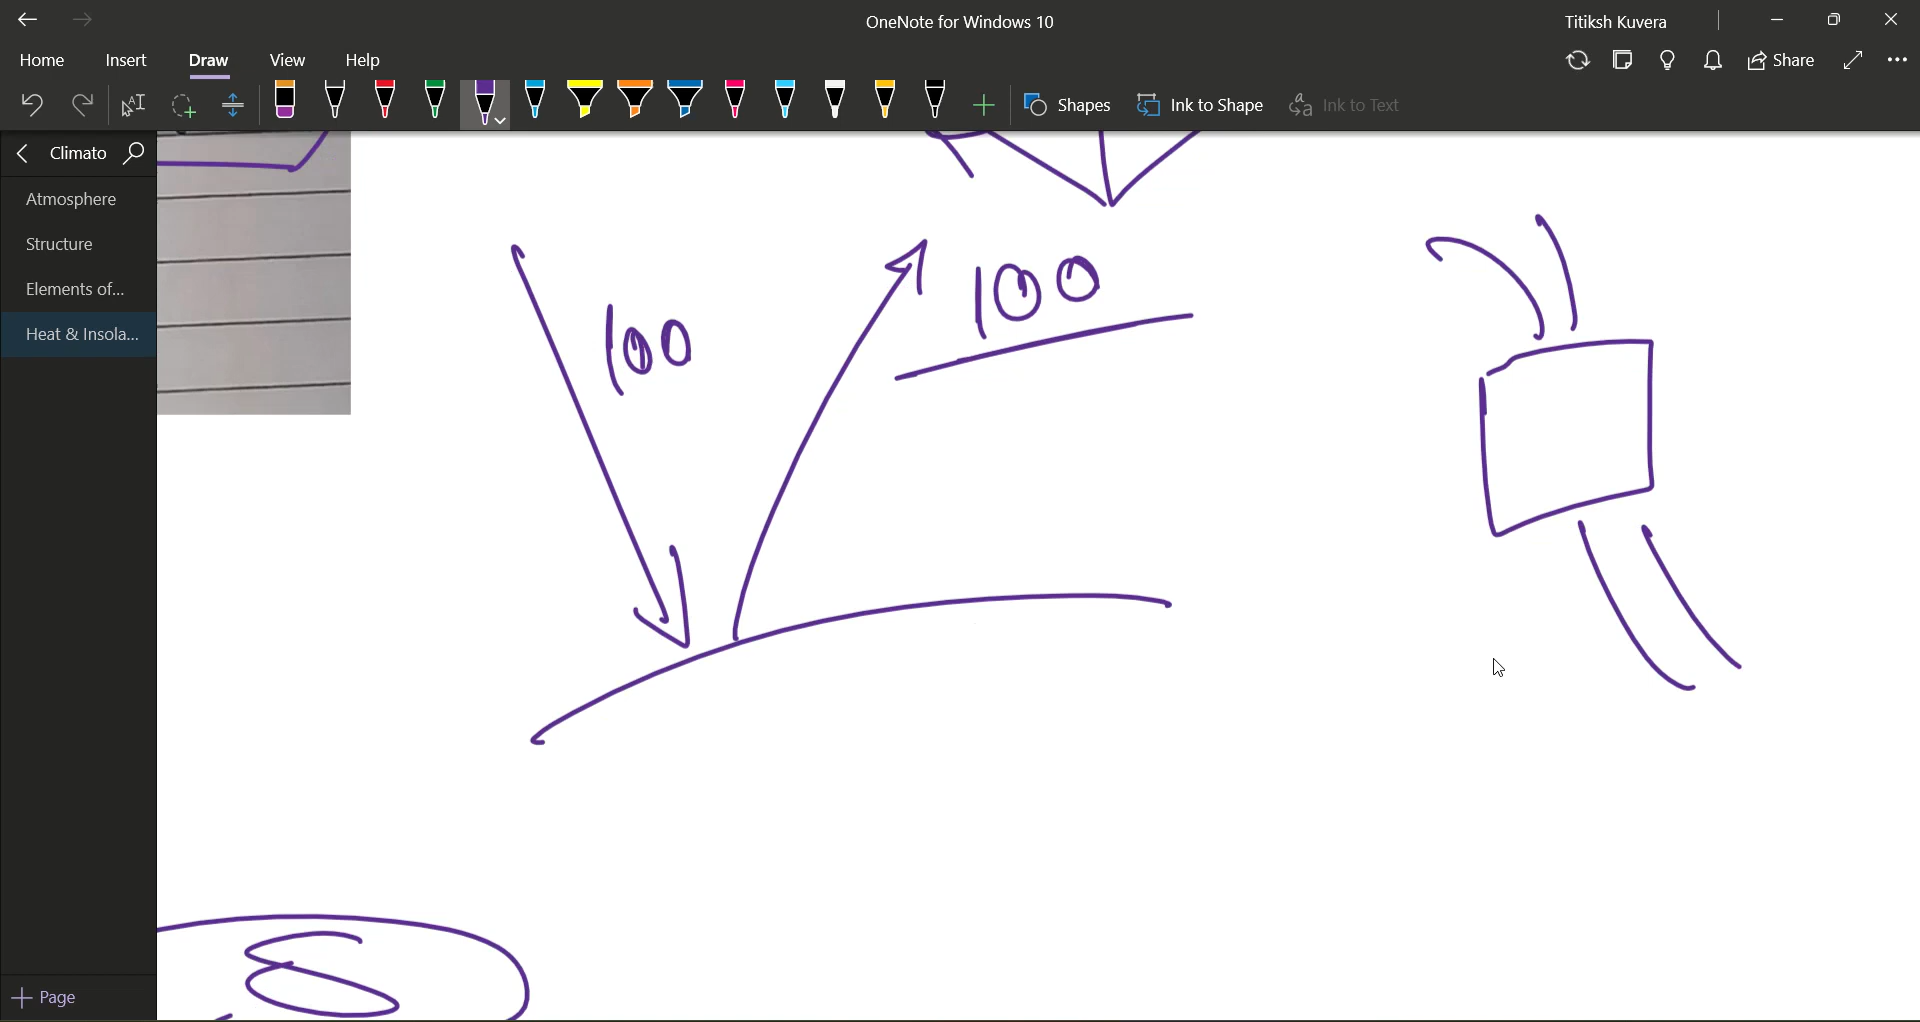 OneNote for Windows 10
Titiksh Kuvera
Home Insert Draw View Help
Share
Shapes Ink to Shape Ink to Text
Climato
Atmosphere
Structure
Elements of...
Heat & Insola...
100
100
Page